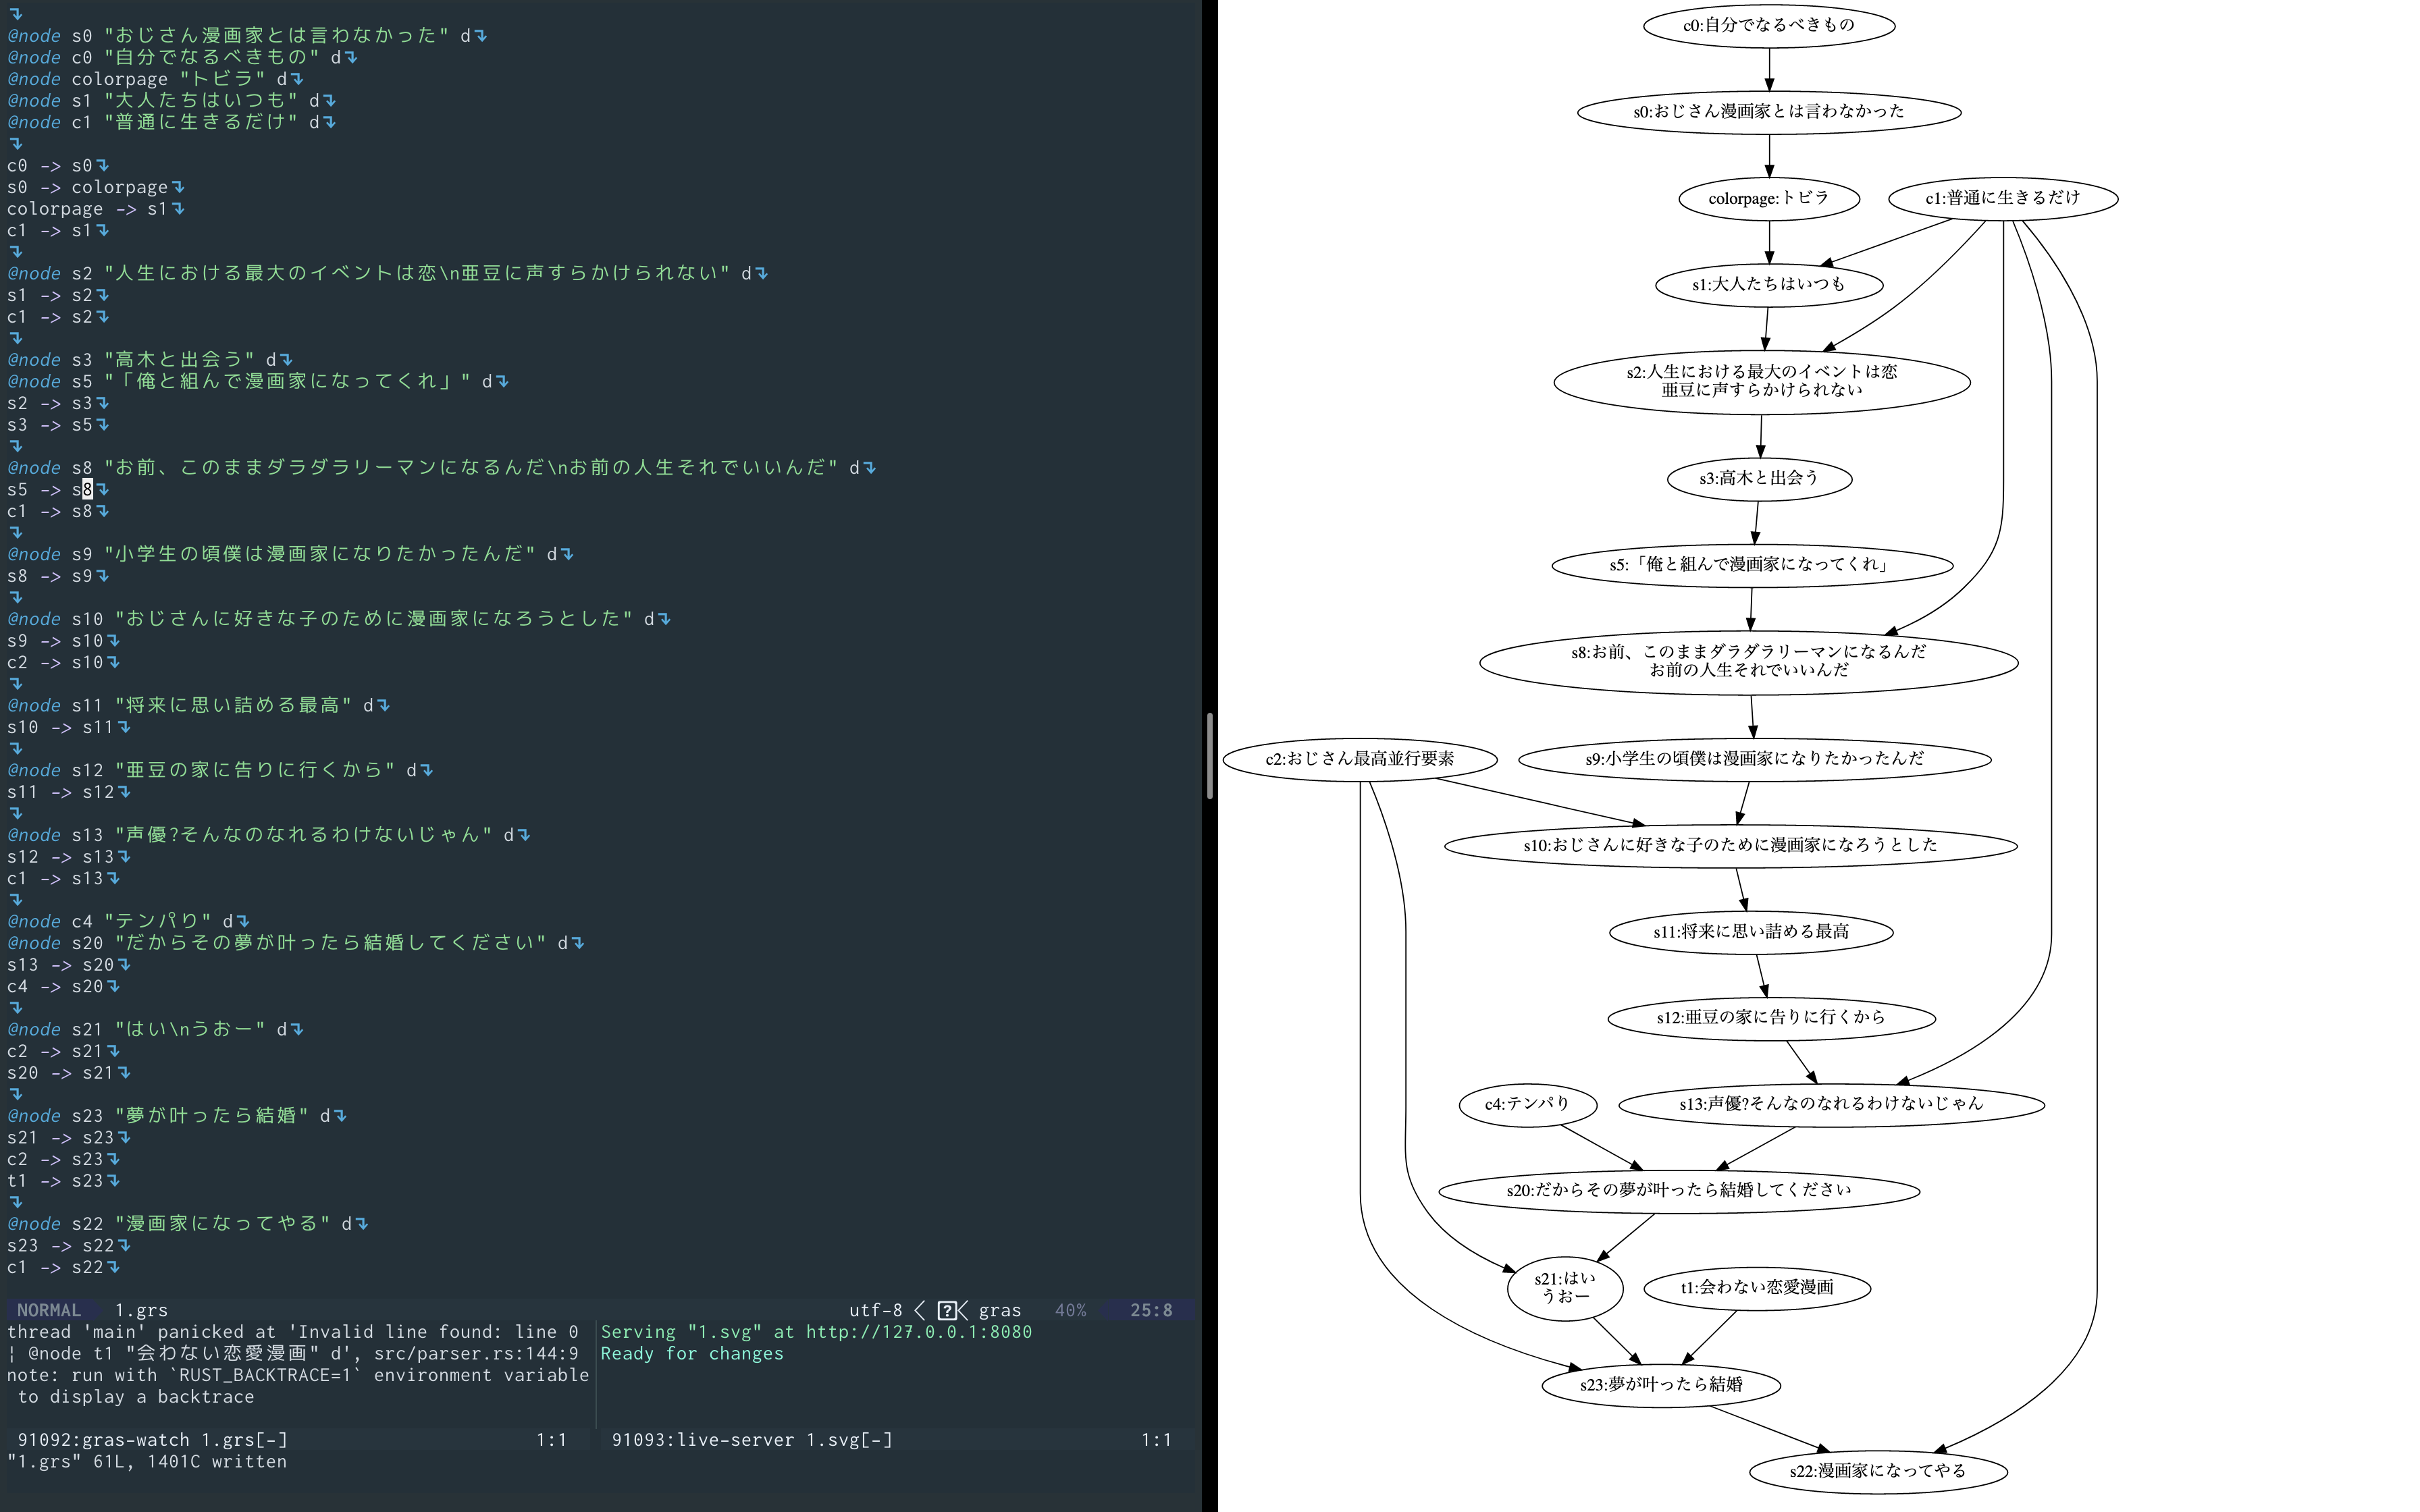 @node s0 "おじさん漫画家とは言わなかった" d
@node c0 "自分でなるべきもの" d
@node colorpage "トビラ" d
@node s1 "大人たちはいつも" d
@node c1 "普通に生きるだけ" d
c0 -> s0
s0 -> colorpage
colorpage -> s1
c1 -> s1
@node s2 "人生における最大のイベントは恋\n亜豆に声すらかけられない" d
s1 -> s2
c1 -> s2
@node s3 "高木と出会う" d
@node s5 "「俺と組んで漫画家になってくれ」" d
s2 -> s3
s3 -> s5
@node s8 "お前、このままダラダラリーマンになるんだ\nお前の人生それでいいんだ" d
s5 -> s8
c1 -> s8
@node s9 "小学生の頃僕は漫画家になりたかったんだ" d
s8 -> s9
@node s10 "おじさんに好きな子のために漫画家になろうとした" d
s9 -> s10
c2 -> s10
@node s11 "将来に思い詰める最高" d
s10 -> s11
@node s12 "亜豆の家に告りに行くから" d
s11 -> s12
@node s13 "声優?そんなのなれるわけないじゃん" d
s12 -> s13
c1 -> s13
@node c4 "テンパり" d
@node s20 "だからその夢が叶ったら結婚してください" d
s13 -> s20
c4 -> s20
@node s21 "はい\nうおー" d
c2 -> s21
s20 -> s21
@node s23 "夢が叶ったら結婚" d
s21 -> s23
c2 -> s23
t1 -> s23
@node s22 "漫画家になってやる" d
s23 -> s22
c1 -> s22
NORMAL 1.grs utf-8 gras 40% 25:8
thread 'main' panicked at 'Invalid line found: line 0
¦ @node t1 "会わない恋愛漫画" d', src/parser.rs:144:9
note: run with `RUST_BACKTRACE=1` environment variable
to display a backtrace
Serving "1.svg" at http://127.0.0.1:8080
Ready for changes
91092:gras-watch 1.grs[-] 1:1
91093:live-server 1.svg[-] 1:1
"1.grs" 61L, 1401C written
c0:自分でなるべきもの
s0:おじさん漫画家とは言わなかった
colorpage:トビラ
c1:普通に生きるだけ
s1:大人たちはいつも
s2:人生における最大のイベントは恋
亜豆に声すらかけられない
s3:高木と出会う
s5:「俺と組んで漫画家になってくれ」
s8:お前、このままダラダラリーマンになるんだ
お前の人生それでいいんだ
c2:おじさん最高並行要素
s9:小学生の頃僕は漫画家になりたかったんだ
s10:おじさんに好きな子のために漫画家になろうとした
s11:将来に思い詰める最高
s12:亜豆の家に告りに行くから
c4:テンパり
s13:声優?そんなのなれるわけないじゃん
s20:だからその夢が叶ったら結婚してください
s21:はい
うおー
t1:会わない恋愛漫画
s23:夢が叶ったら結婚
s22:漫画家になってやる